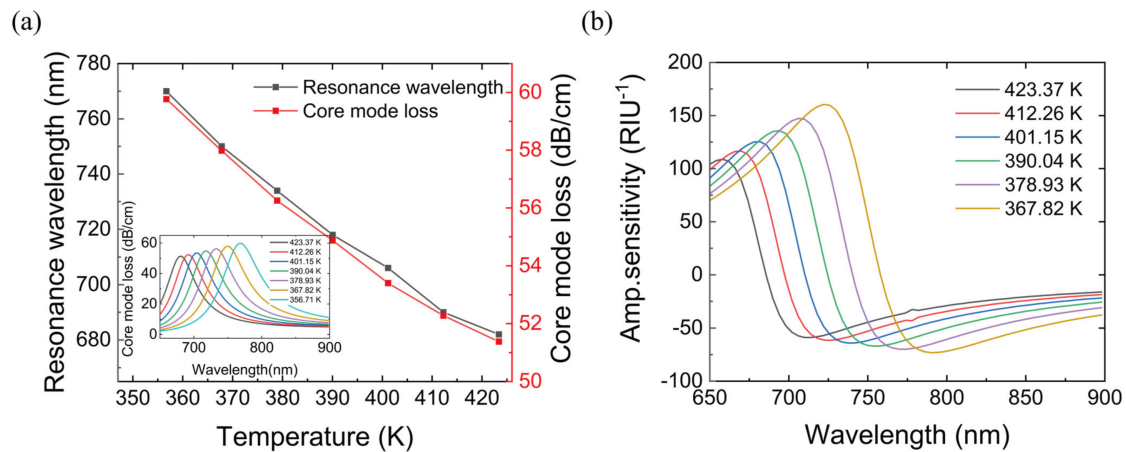 (a)
780
770
760
740
720
700
680
Resonance wavelength (nm)
Resonance wavelength
Core mode loss
60
58
56
54
52
51
50
Core mode loss (dB/cm)
350 360 370 380 390 400 410 420
Temperature (K)
60
40
20
0
Core mode loss (dB/cm)
423.37 K
412.26 K
401.15 K
390.04 K
378.93 K
367.82 K
356.71 K
700 800 900
Wavelength(nm)
(b)
200
150
100
50
0
-50
-100
Amp.sensitivity (RIU⁻¹)
423.37 K
412.26 K
401.15 K
390.04 K
378.93 K
367.82 K
650 700 750 800 850 900
Wavelength (nm)